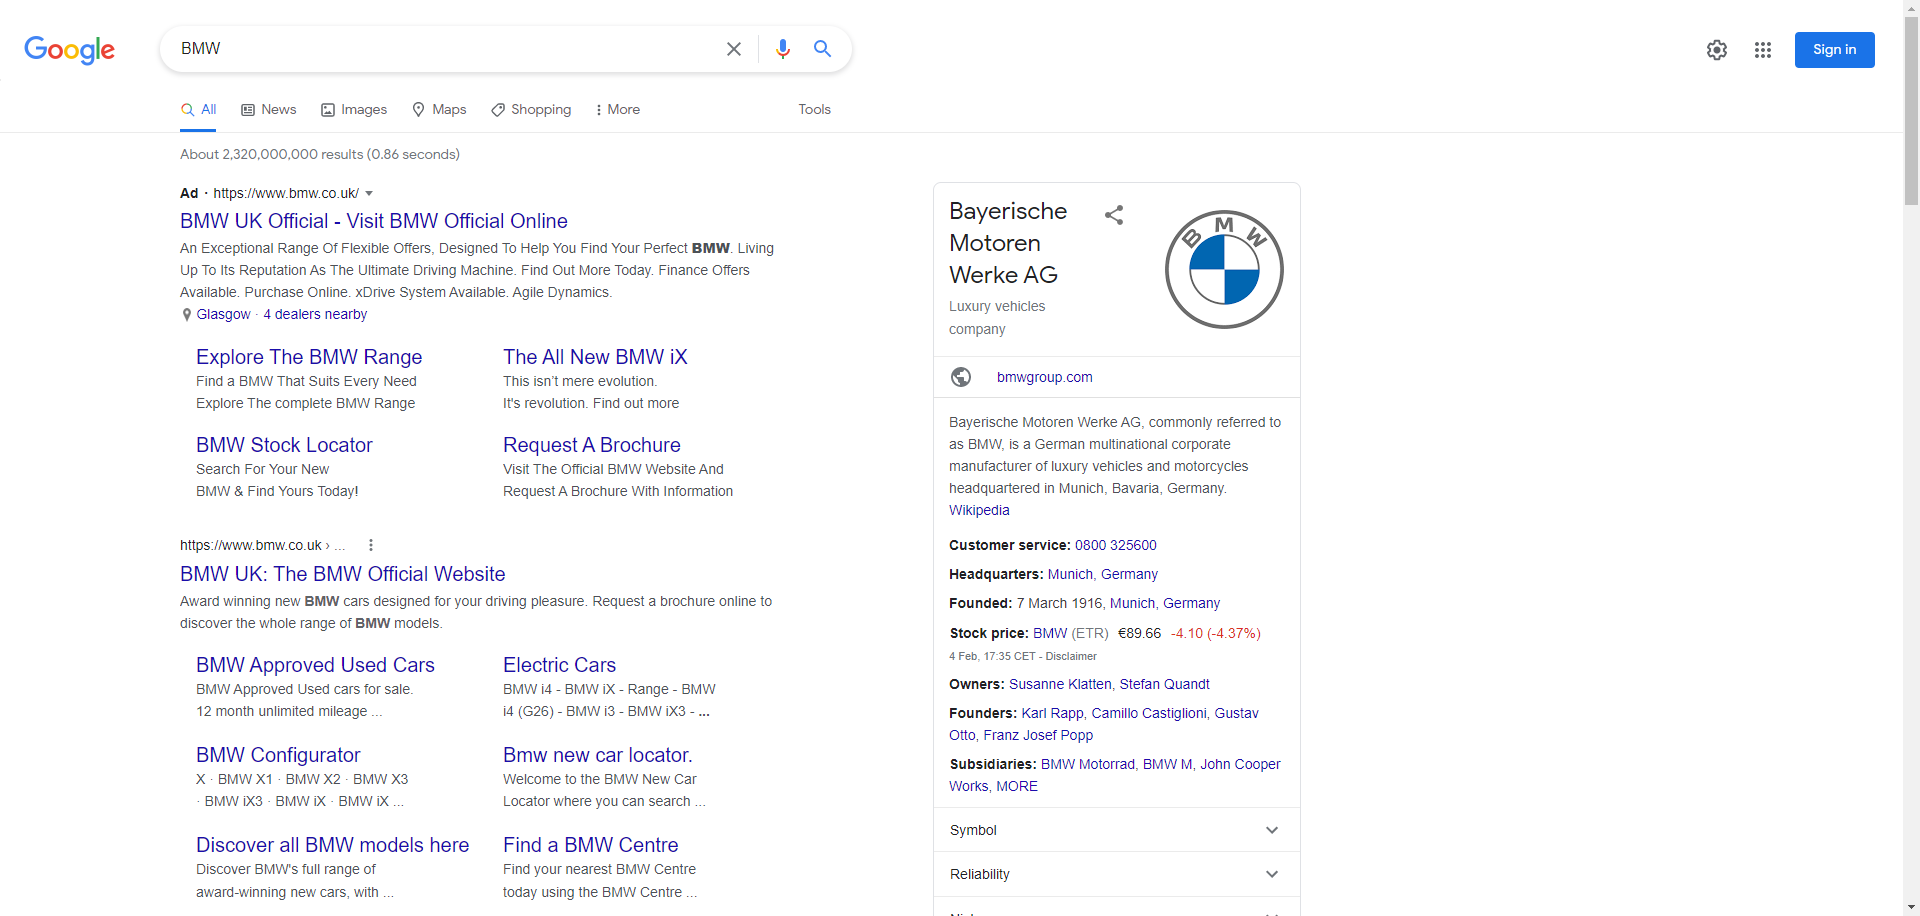 Google
BMW
Sign in
All
News
Images
Maps
Shopping
More
Tools
About 2,320,000,000 results (0.86 seconds)
Ad · https://www.bmw.co.uk/
BMW UK Official - Visit BMW Official Online
An Exceptional Range Of Flexible Offers, Designed To Help You Find Your Perfect BMW. Living
Up To Its Reputation As The Ultimate Driving Machine. Find Out More Today. Finance Offers
Available. Purchase Online. xDrive System Available. Agile Dynamics.
Glasgow · 4 dealers nearby
Explore The BMW Range
Find a BMW That Suits Every Need
Explore The complete BMW Range
The All New BMW iX
This isn’t mere evolution.
It's revolution. Find out more
BMW Stock Locator
Search For Your New
BMW & Find Yours Today!
Request A Brochure
Visit The Official BMW Website And
Request A Brochure With Information
https://www.bmw.co.uk › ...
BMW UK: The BMW Official Website
Award winning new BMW cars designed for your driving pleasure. Request a brochure online to
discover the whole range of BMW models.
BMW Approved Used Cars
BMW Approved Used cars for sale.
12 month unlimited mileage ...
Electric Cars
BMW i4 - BMW iX - Range - BMW
i4 (G26) - BMW i3 - BMW iX3 - ...
BMW Configurator
X · BMW X1 · BMW X2 · BMW X3
· BMW iX3 · BMW iX · BMW iX ...
Bmw new car locator.
Welcome to the BMW New Car
Locator where you can search ...
Discover all BMW models here
Discover BMW's full range of
award-winning new cars, with ...
Find a BMW Centre
Find your nearest BMW Centre
today using the BMW Centre ...
Bayerische
Motoren
Werke AG
Luxury vehicles
company
BMW
bmwgroup.com
Bayerische Motoren Werke AG, commonly referred to
as BMW, is a German multinational corporate
manufacturer of luxury vehicles and motorcycles
headquartered in Munich, Bavaria, Germany.
Wikipedia
Customer service: 0800 325600
Headquarters: Munich, Germany
Founded: 7 March 1916, Munich, Germany
Stock price: BMW (ETR) €89.66 -4.10 (-4.37%)
4 Feb, 17:35 CET - Disclaimer
Owners: Susanne Klatten, Stefan Quandt
Founders: Karl Rapp, Camillo Castiglioni, Gustav
Otto, Franz Josef Popp
Subsidiaries: BMW Motorrad, BMW M, John Cooper
Works, MORE
Symbol
Reliability